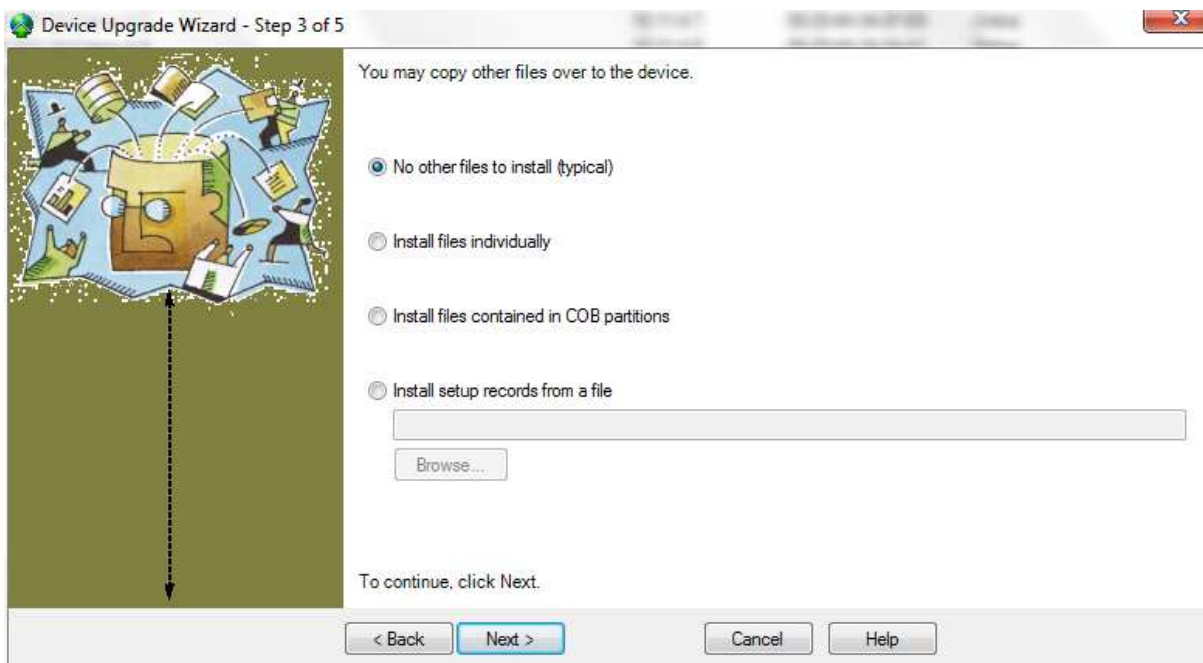 Device Upgrade Wizard - Step 3 of 5
You may copy other files over to the device.
No other files to install (typical)
Install files individually
Install files contained in COB partitions
Install setup records from a file
Browse...
To continue, click Next.
< Back Next > Cancel Help